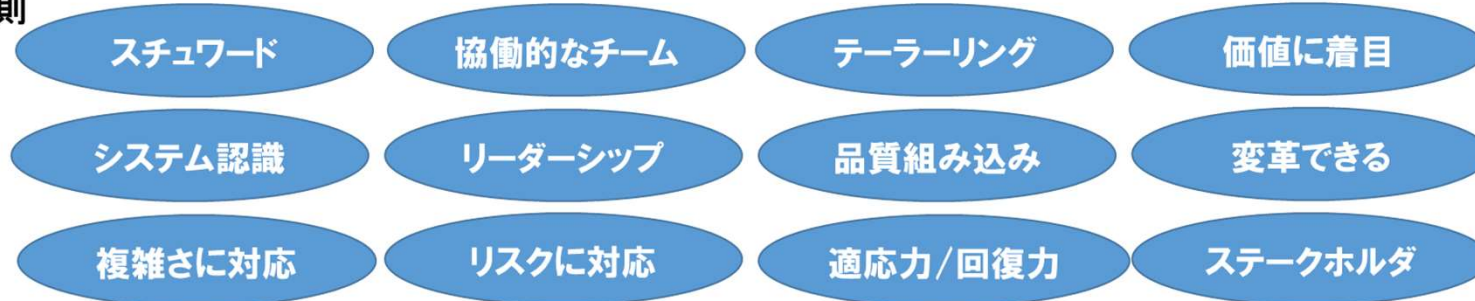 則
スチュワード 協働的なチーム テーラーリング 価値に着目
システム認識 リーダーシップ 品質組み込み 変革できる
複雑さに対応 リスクに対応 適応力/回復力 ステークホルダ